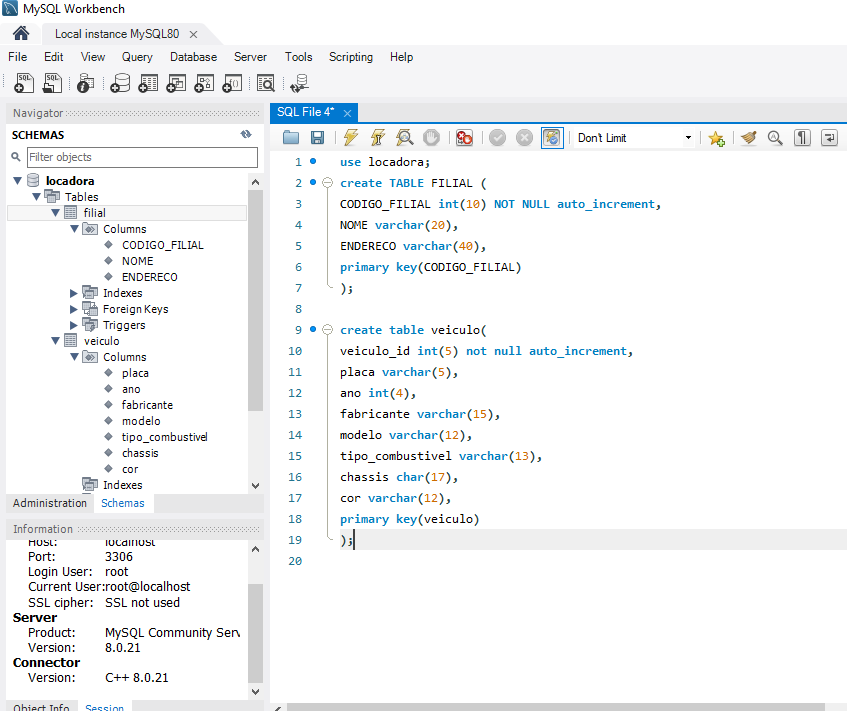 MySQL Workbench
Local instance MySQL80
File Edit View Query Database Server Tools Scripting Help
Navigator
SCHEMAS
Filter objects
locadora
Tables
filial
Columns
CODIGO_FILIAL
NOME
ENDERECO
Indexes
Foreign Keys
Triggers
veiculo
Columns
placa
ano
fabricante
modelo
tipo_combustivel
chassis
cor
Indexes
Administration Schemas
Information
Host: localhost
Port: 3306
Login User: root
Current User:root@localhost
SSL cipher: SSL not used
Server
Product: MySQL Community Serv
Version: 8.0.21
Connector
Version: C++ 8.0.21
Object Info Session
SQL File 4*
Don't Limit
1 use locadora;
2 create TABLE FILIAL (
3 CODIGO_FILIAL int(10) NOT NULL auto_increment,
4 NOME varchar(20),
5 ENDERECO varchar(40),
6 primary key(CODIGO_FILIAL)
7 );
8
9 create table veiculo(
10 veiculo_id int(5) not null auto_increment,
11 placa varchar(5),
12 ano int(4),
13 fabricante varchar(15),
14 modelo varchar(12),
15 tipo_combustivel varchar(13),
16 chassis char(17),
17 cor varchar(12),
18 primary key(veiculo)
19 );
20